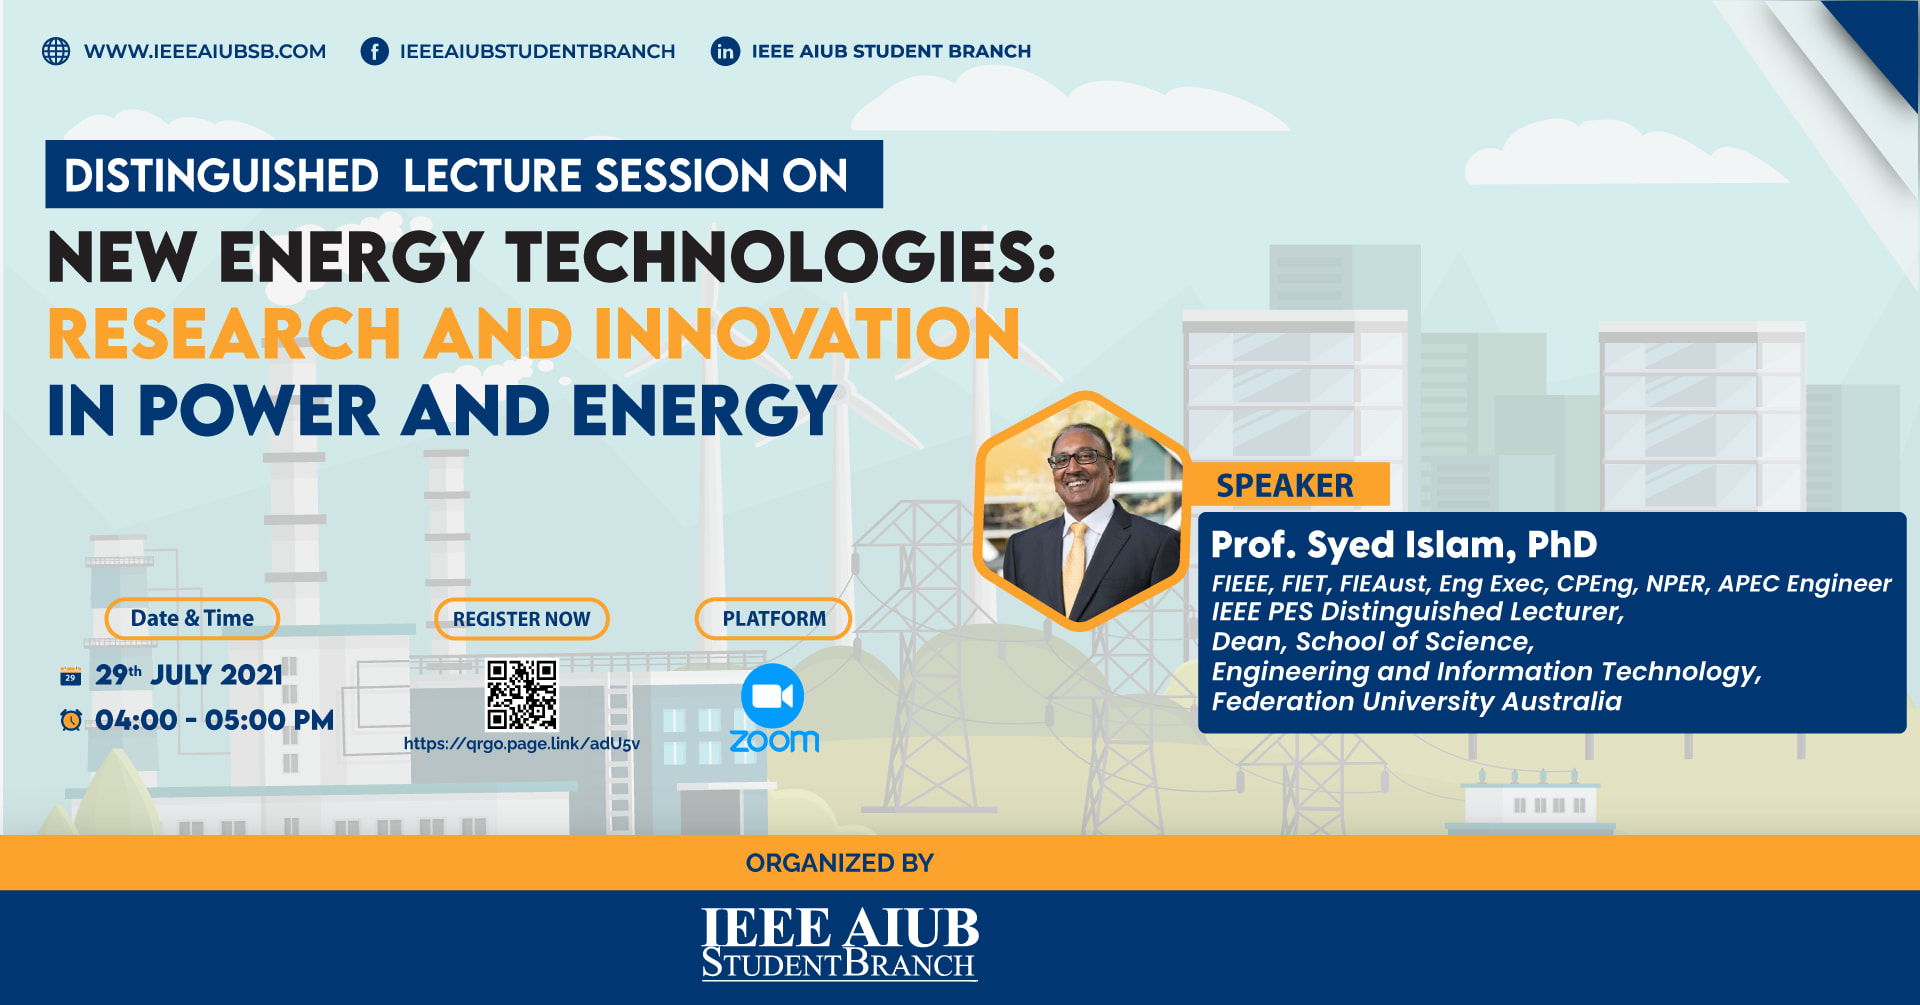 WWW.IEEEAIUBSB.COM
IEEEAIUBSTUDENTBRANCH
IEEE AIUB STUDENT BRANCH
DISTINGUISHED LECTURE SESSION ON
NEW ENERGY TECHNOLOGIES:
RESEARCH AND INNOVATION
IN POWER AND ENERGY
SPEAKER
Prof. Syed Islam, PhD
FIEEE, FIET, FIEAust, Eng Exec, CPEng, NPER, APEC Engineer
IEEE PES Distinguished Lecturer,
Dean, School of Science,
Engineering and Information Technology,
Federation University Australia
Date & Time
29
29th JULY 2021
04:00 - 05:00 PM
REGISTER NOW
https://qrgo.page.link/adU5v
PLATFORM
zoom
ORGANIZED BY
IEEE AIUB
STUDENT BRANCH